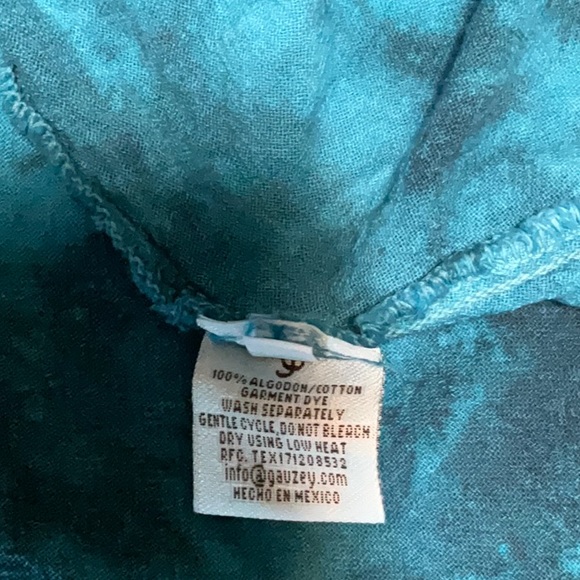 100% ALGODON/COTTON
GARMENT DYE
WASH SEPARATELY
GENTLE CYCLE, DO NOT BLEACH
DRY USING LOW HEAT
RFC. TEX171208532
info@gauzey.com
HECHO EN MEXICO